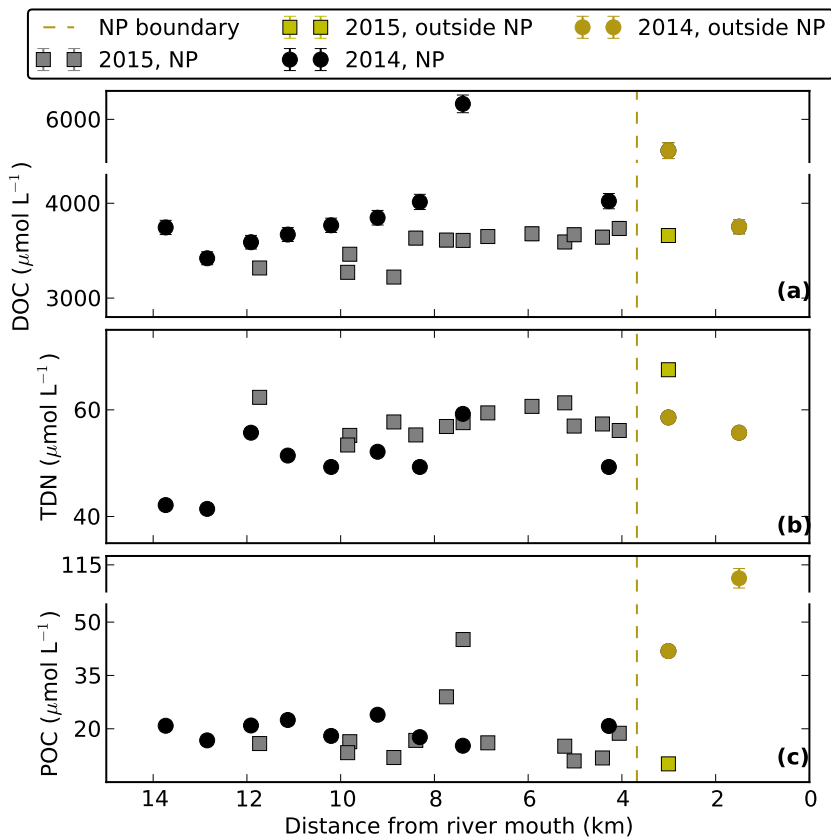 NP boundary
2015, outside NP
2014, outside NP
2015, NP
2014, NP
6000
4000
3000
DOC (μmol L⁻¹)
(a)
60
40
TDN (μmol L⁻¹)
(b)
115
50
35
20
POC (μmol L⁻¹)
(c)
14 12 10 8 6 4 2 0
Distance from river mouth (km)